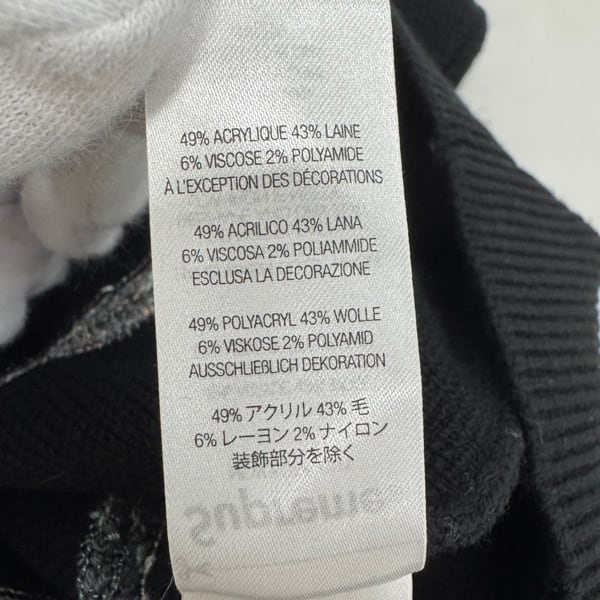 49% ACRYLIQUE 43% LAINE
6% VISCOSE 2% POLYAMIDE
À L'EXCEPTION DES DÉCORATIONS
49% ACRILICO 43% LANA
6% VISCOSA 2% POLIAMMIDE
ESCLUSA LA DECORAZIONE
49% POLYACRYL 43% WOLLE
6% VISKOSE 2% POLYAMID
AUSSCHLIEßLICH DEKORATION
49% アクリル 43% 毛
6% レーヨン 2% ナイロン
装飾部分を除く
Supreme